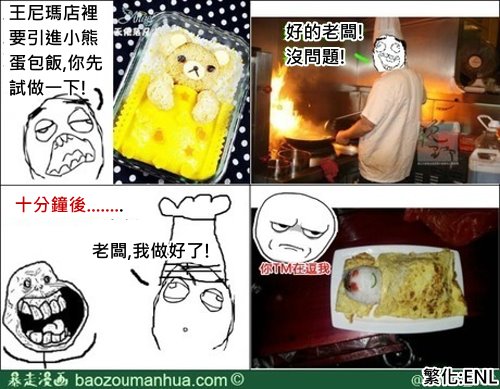 王尼瑪店裡
要引進小熊
蛋包飯,你先
試做一下!
好的老闆!
沒問題!
十分鐘後........
老闆,我做好了!
你TM在逗我
暴走漫画 baozoumanhua.com ©
繁化:ENL